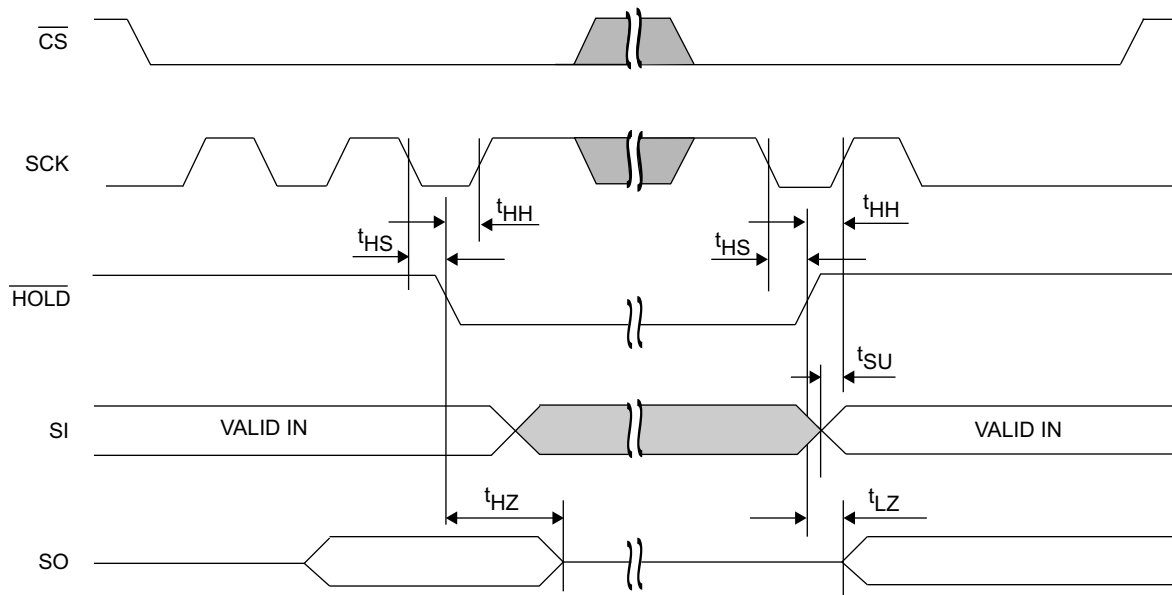 CS
SCK
tHH
tHH
tHS
tHS
HOLD
tSU
SI
VALID IN
VALID IN
tHZ
tLZ
SO